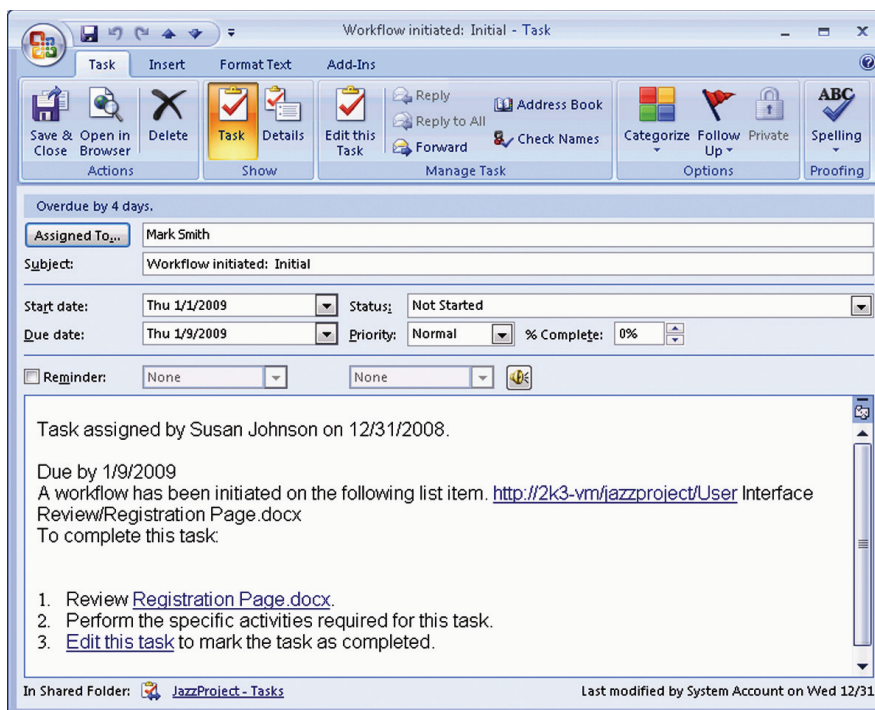 Workflow initiated: Initial - Task
Task Insert Format Text Add-Ins
Save & Close
Open in Browser
Delete
Actions
Task
Details
Show
Edit this Task
Reply
Reply to All
Forward
Address Book
Check Names
Manage Task
Categorize
Follow Up
Private
Options
ABC
Spelling
Proofing
Overdue by 4 days.
Assigned To... Mark Smith
Subject: Workflow initiated: Initial
Start date: Thu 1/1/2009 Status: Not Started
Due date: Thu 1/9/2009 Priority: Normal % Complete: 0%
Reminder: None None
Task assigned by Susan Johnson on 12/31/2008.
Due by 1/9/2009
A workflow has been initiated on the following list item. http://2k3-vm/jazzproject/User Interface
Review/Registration Page.docx
To complete this task:
1. Review Registration Page.docx.
2. Perform the specific activities required for this task.
3. Edit this task to mark the task as completed.
In Shared Folder: JazzProject - Tasks Last modified by System Account on Wed 12/31